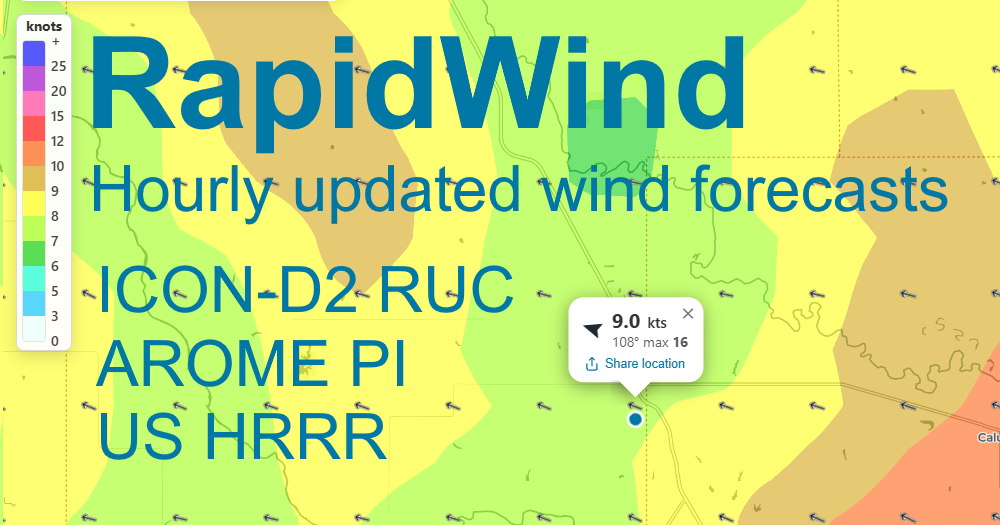 knots
+
25
20
15
12
10
9
8
7
6
5
3
0
RapidWind
Hourly updated wind forecasts
ICON-D2 RUC
AROME PI
US HRRR
9.0 kts
108° max 16
Share location
Calu